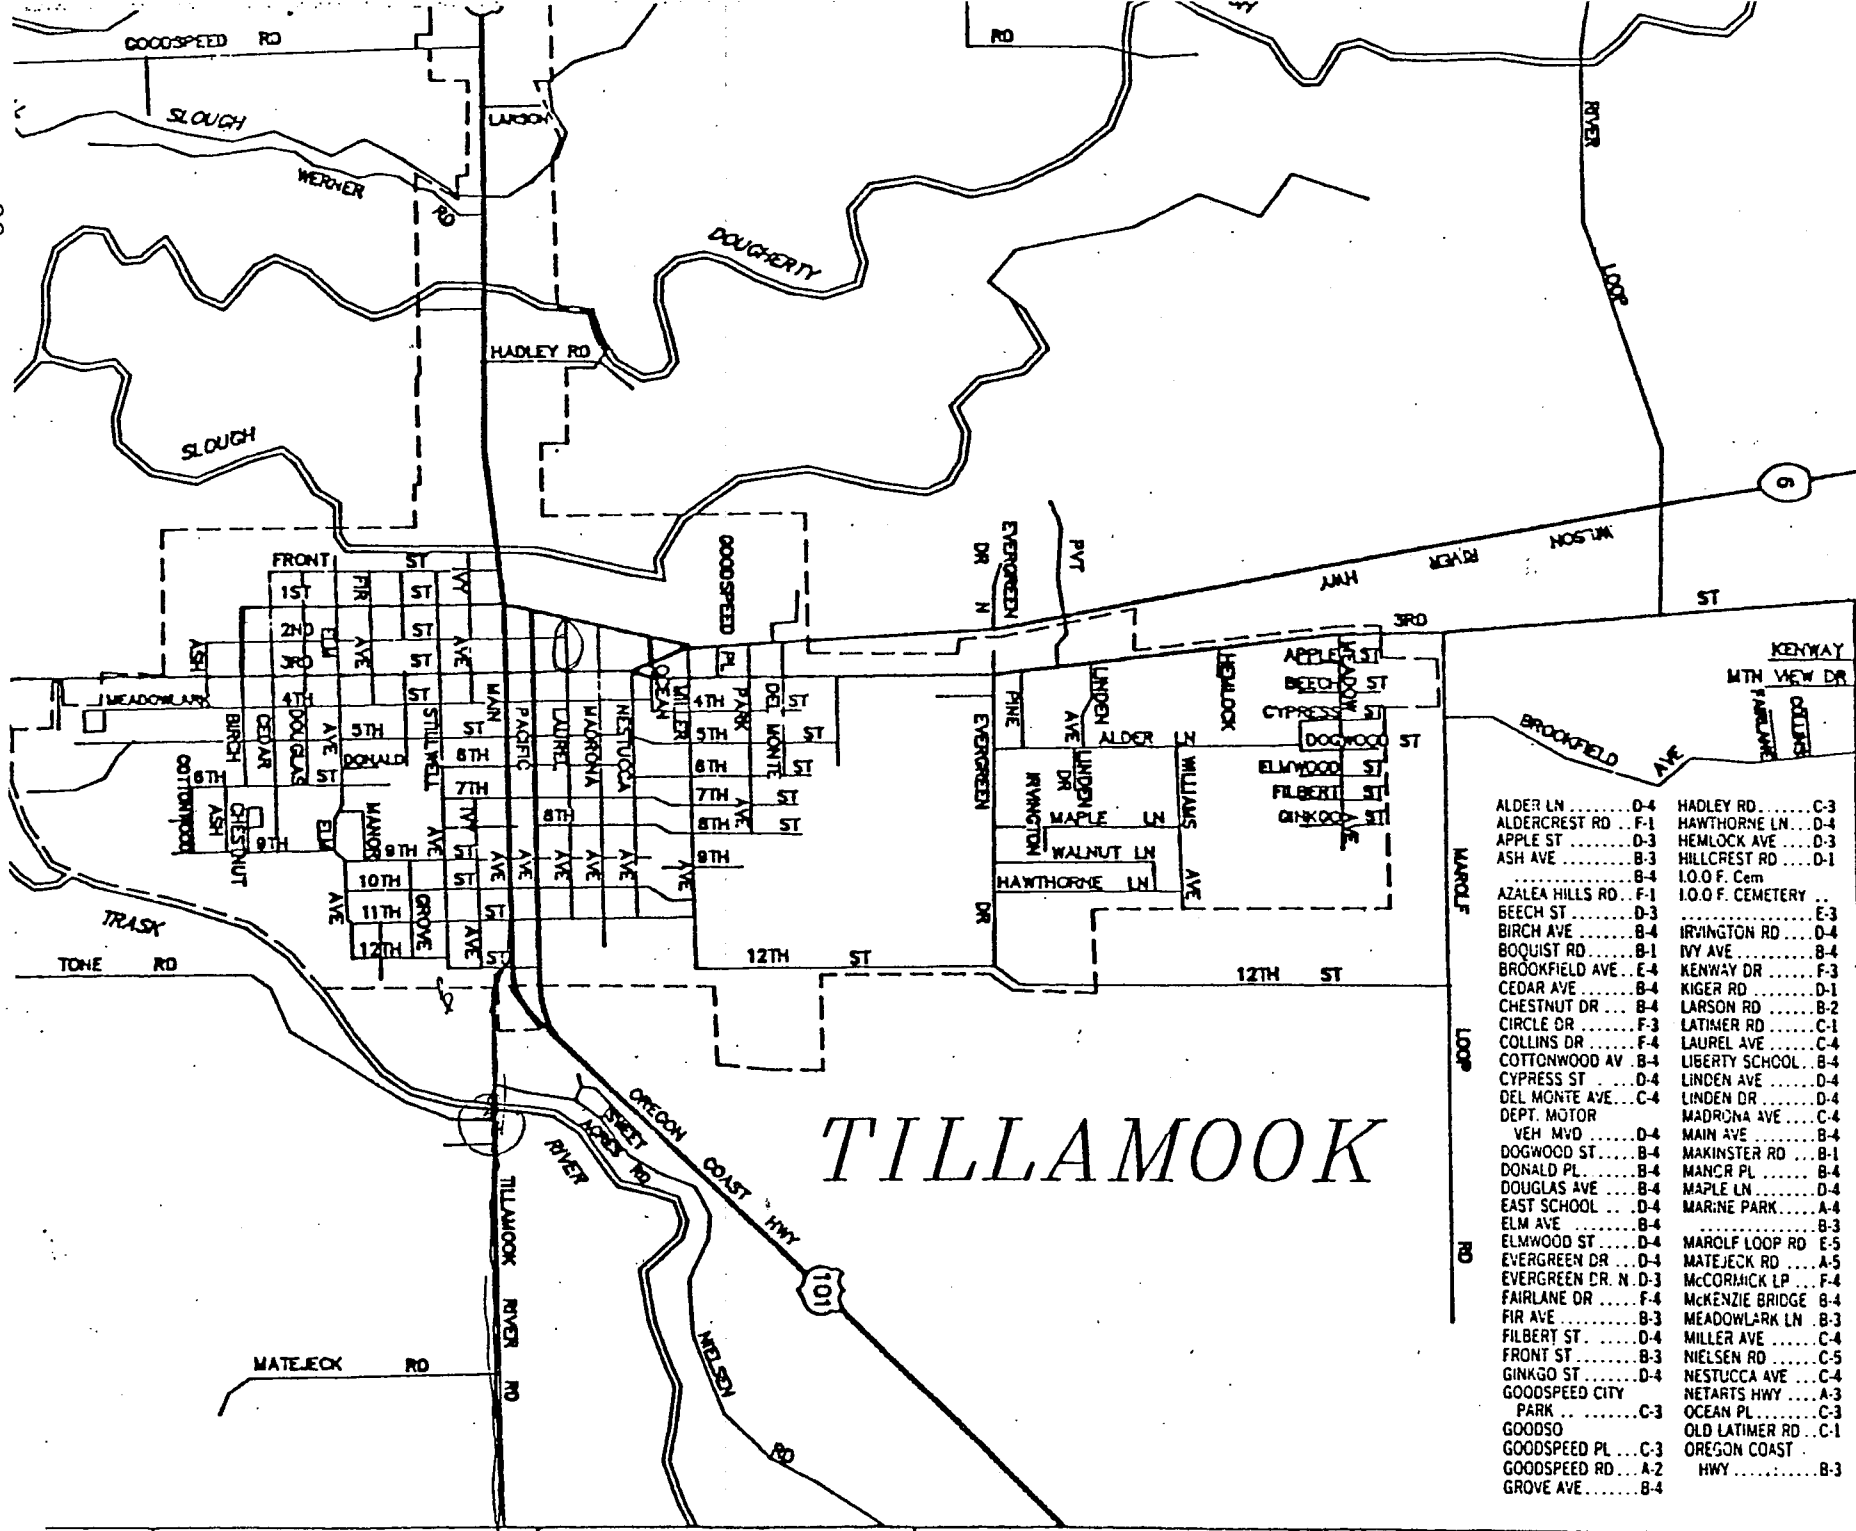 GOODSPEED RD
RD
LARSON
SLOUGH
WERNER
RD
RIVER
DOUGHERTY
LOOP
HADLEY RD
SLOUGH
6
WILSON
RIVER
HWY
EVERGREEN
DR N
PVT
GOODSPEED
PL
FRONT ST
IVY
1ST FIR ST
2ND ELM ST
ASH
3RD AVE ST AVE
4TH ST
MEADOWLARK
3RD
ST
KENWAY
MTN VIEW DR
FAIRLANE
COLLINS
APPLE ST
MEADOW
BEECH ST
CYPRESS ST
DOGWOOD ST
ELMWOOD ST
FILBERT ST
GINKGO ST
AVE
HEMLOCK
LINDEN
AVE
PINE
ALDER LN
LINDEN
DR
WILLIAMS
IRVINGTON
MAPLE LN
WALNUT LN
HAWTHORNE LN
AVE
EVERGREEN
DR
BROOKFIELD
AVE
OCEAN
MILLER
PARK
DEL MONTE
4TH ST
5TH ST
6TH ST
7TH ST
AVE
8TH ST
9TH
AVE
BIRCH
CEDAR
DOUGLAS
AVE
5TH ST
DONALD
STILLWELL
MAIN
PACIFIC
LAUREL
MADRONA
NESTUCCA
6TH
6TH ST
7TH
COTTONWOOD
ASH
CHESTNUT
ELM
MANOR
AVE
IVY
8TH
9TH
9TH ST
AVE
AVE
AVE
AVE
AVE
10TH ST
AVE
11TH ST
GROVE
AVE
12TH ST
12TH ST
12TH ST
MAROLF
LOOP
RD
TRASK
TONE RD
OREGON
COAST
HWY
101
SWEET
ACRES RD
RIVER
TILLAMOOK
TILLAMOOK
RIVER
RD
MATEJECK RD
NIELSEN
RD
ALDER LN ........D-4
ALDERCREST RD ..F-1
APPLE ST ........D-3
ASH AVE ........B-3
................B-4
AZALEA HILLS RD..F-1
BEECH ST ........D-3
BIRCH AVE .......B-4
BOQUIST RD.......B-1
BROOKFIELD AVE..E-4
CEDAR AVE .......B-4
CHESTNUT DR ... B-4
CIRCLE DR .......F-3
COLLINS DR ......F-4
COTTONWOOD AV .B-4
CYPRESS ST . ....D-4
DEL MONTE AVE...C-4
DEPT. MOTOR
VEH MVD ......D-4
DOGWOOD ST.....B-4
DONALD PL.......B-4
DOUGLAS AVE ....B-4
EAST SCHOOL ... .D-4
ELM AVE ........B-4
ELMWOOD ST .....D-4
EVERGREEN DR ...D-4
EVERGREEN DR. N.D-3
FAIRLANE DR .....F-4
FIR AVE..........B-3
FILBERT ST. .....D-4
FRONT ST ........B-3
GINKGO ST .......D-4
GOODSPEED CITY
PARK .. .......C-3
GOODSO
GOODSPEED PL ...C-3
GOODSPEED RD...A-2
GROVE AVE.......B-4
HADLEY RD.......C-3
HAWTHORNE LN...D-4
HEMLOCK AVE ....D-3
HILLCREST RD ....D-1
I.O.O F. Cem
I.O.O F. CEMETERY ..
................E-3
IRVINGTON RD ....D-4
IVY AVE..........B-4
KENWAY DR ......F-3
KIGER RD ........D-1
LARSON RD ......B-2
LATIMER RD ......C-1
LAUREL AVE ......C-4
LIBERTY SCHOOL..B-4
LINDEN AVE ......D-4
LINDEN DR .......D-4
MADRONA AVE ....C-4
MAIN AVE ........B-4
MAKINSTER RD ...B-1
MANOR PL .......B-4
MAPLE LN........D-4
MARINE PARK.....A-4
................B-3
MAROLF LOOP RD E-5
MATEJECK RD ....A-5
McCORMICK LP ...F-4
McKENZIE BRIDGE B-4
MEADOWLARK LN .B-3
MILLER AVE ......C-4
NIELSEN RD ......C-5
NESTUCCA AVE ...C-4
NETARTS HWY ....A-3
OCEAN PL........C-3
OLD LATIMER RD ..C-1
OREGON COAST
HWY ...........B-3